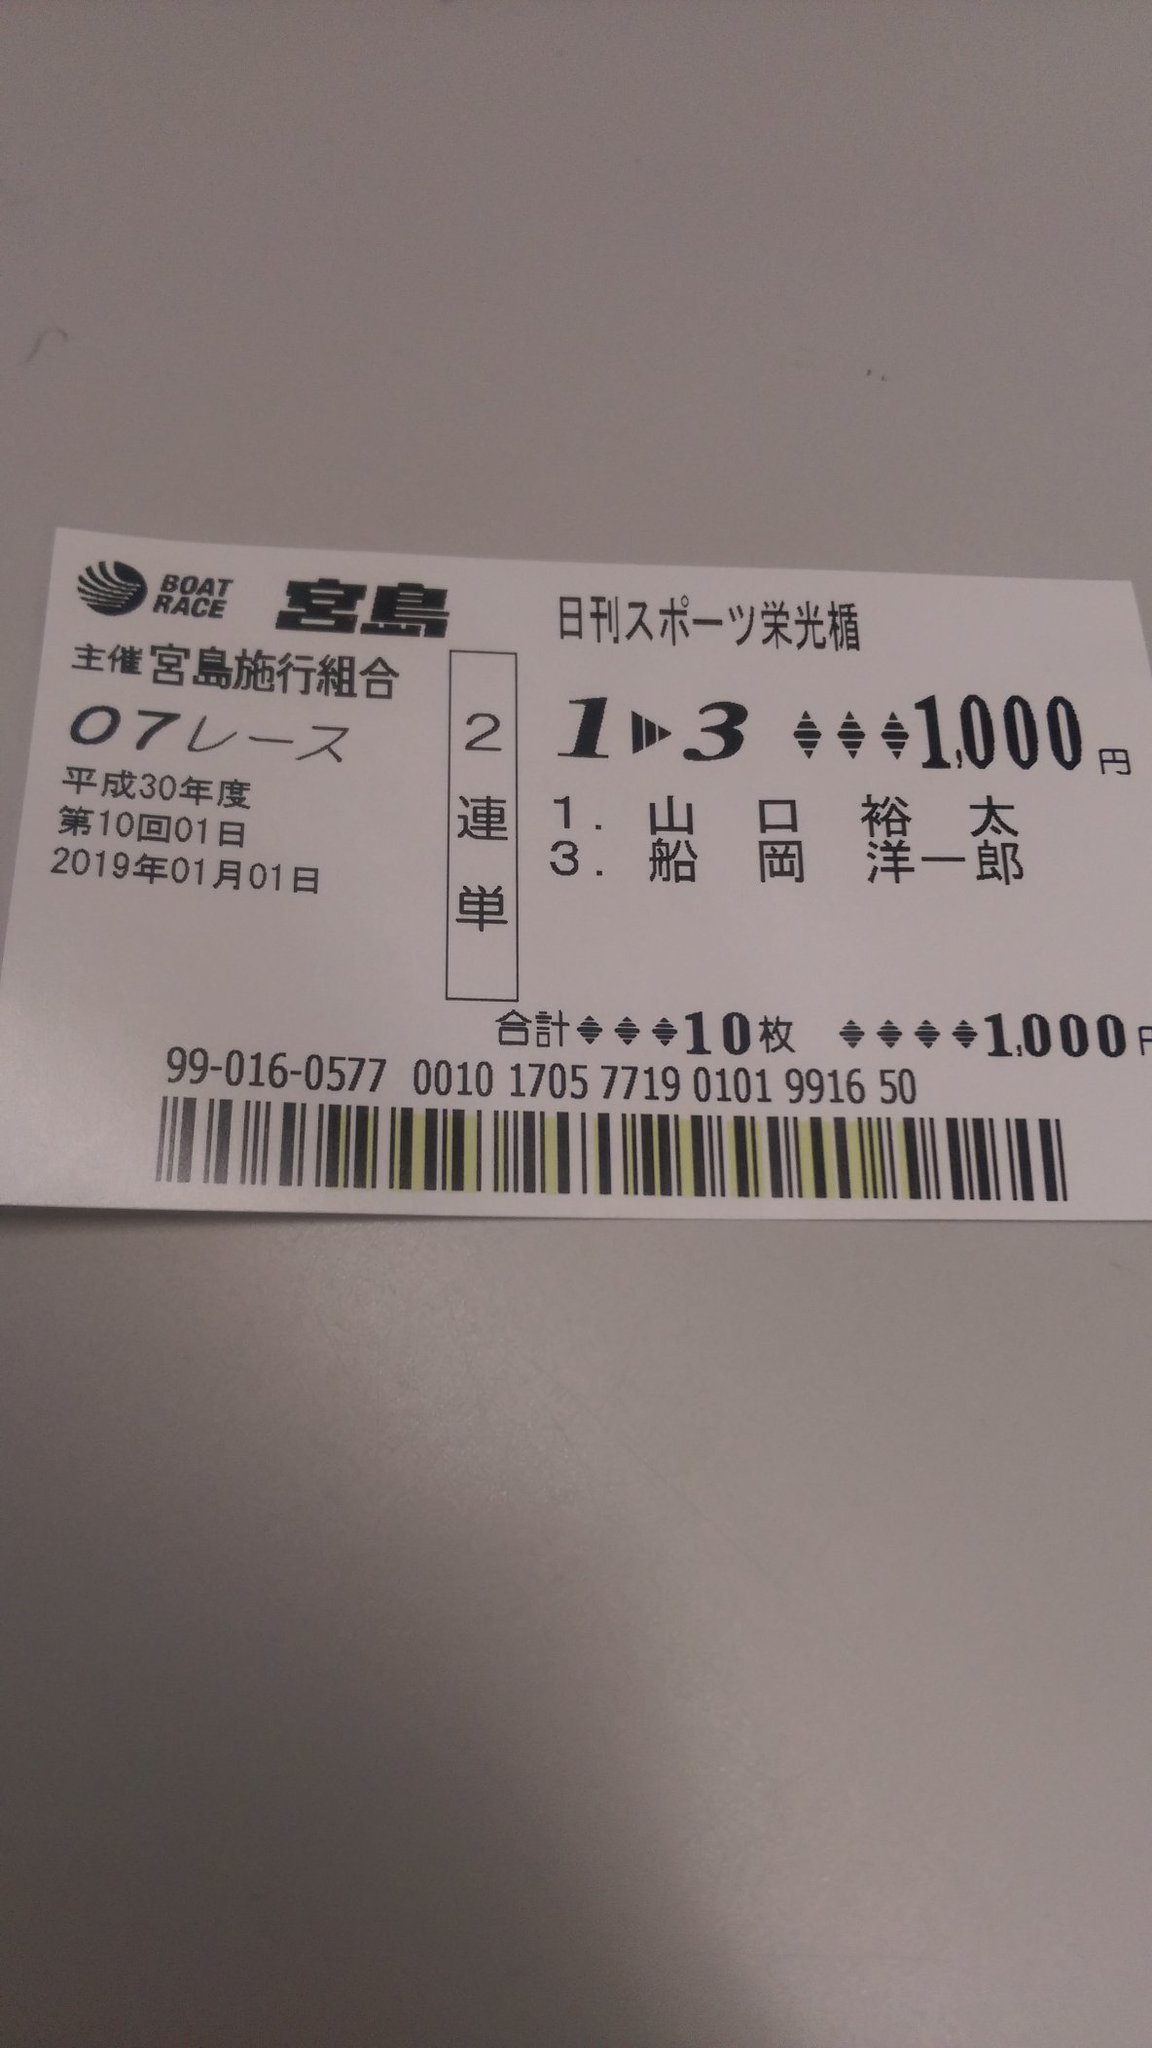 BOAT
RACE
宮島
日刊スポーツ栄光楯
主催宮島施行組合
07レース
平成30年度
第10回01日
2019年01月01日
2連単
1▶3 1,000円
1. 山口裕太
3. 船岡洋一郎
合計 10枚 1,000円
99-016-0577 0010 1705 7719 0101 9916 50